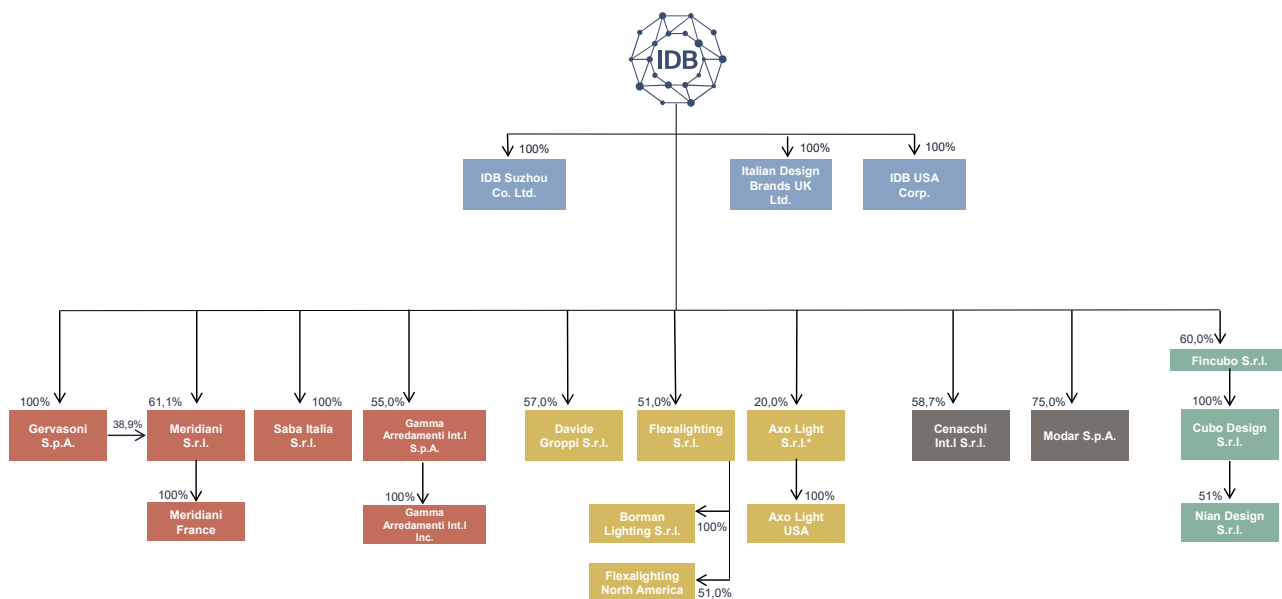 IDB
100%
100%
100%
IDB Suzhou
Co. Ltd.
Italian Design
Brands UK
Ltd.
IDB USA
Corp.
60,0%
Fincubo S.r.l.
100%
61,1%
100%
55,0%
57,0%
51,0%
20,0%
58,7%
75,0%
100%
Gervasoni
S.p.A.
38,9%
Meridiani
S.r.l.
Saba Italia
S.r.l.
Gamma
Arredamenti Int.l
S.p.A.
Davide
Groppi S.r.l.
Flexalighting
S.r.l.
Axo Light
S.r.l.*
Cenacchi
Int.l S.r.l.
Modar S.p.A.
Cubo Design
S.r.l.
100%
100%
100%
51%
Meridiani
France
Gamma
Arredamenti Int.l
Inc.
Borman
Lighting S.r.l.
100%
Axo Light
USA
Nian Design
S.r.l.
Flexalighting
North America
51,0%